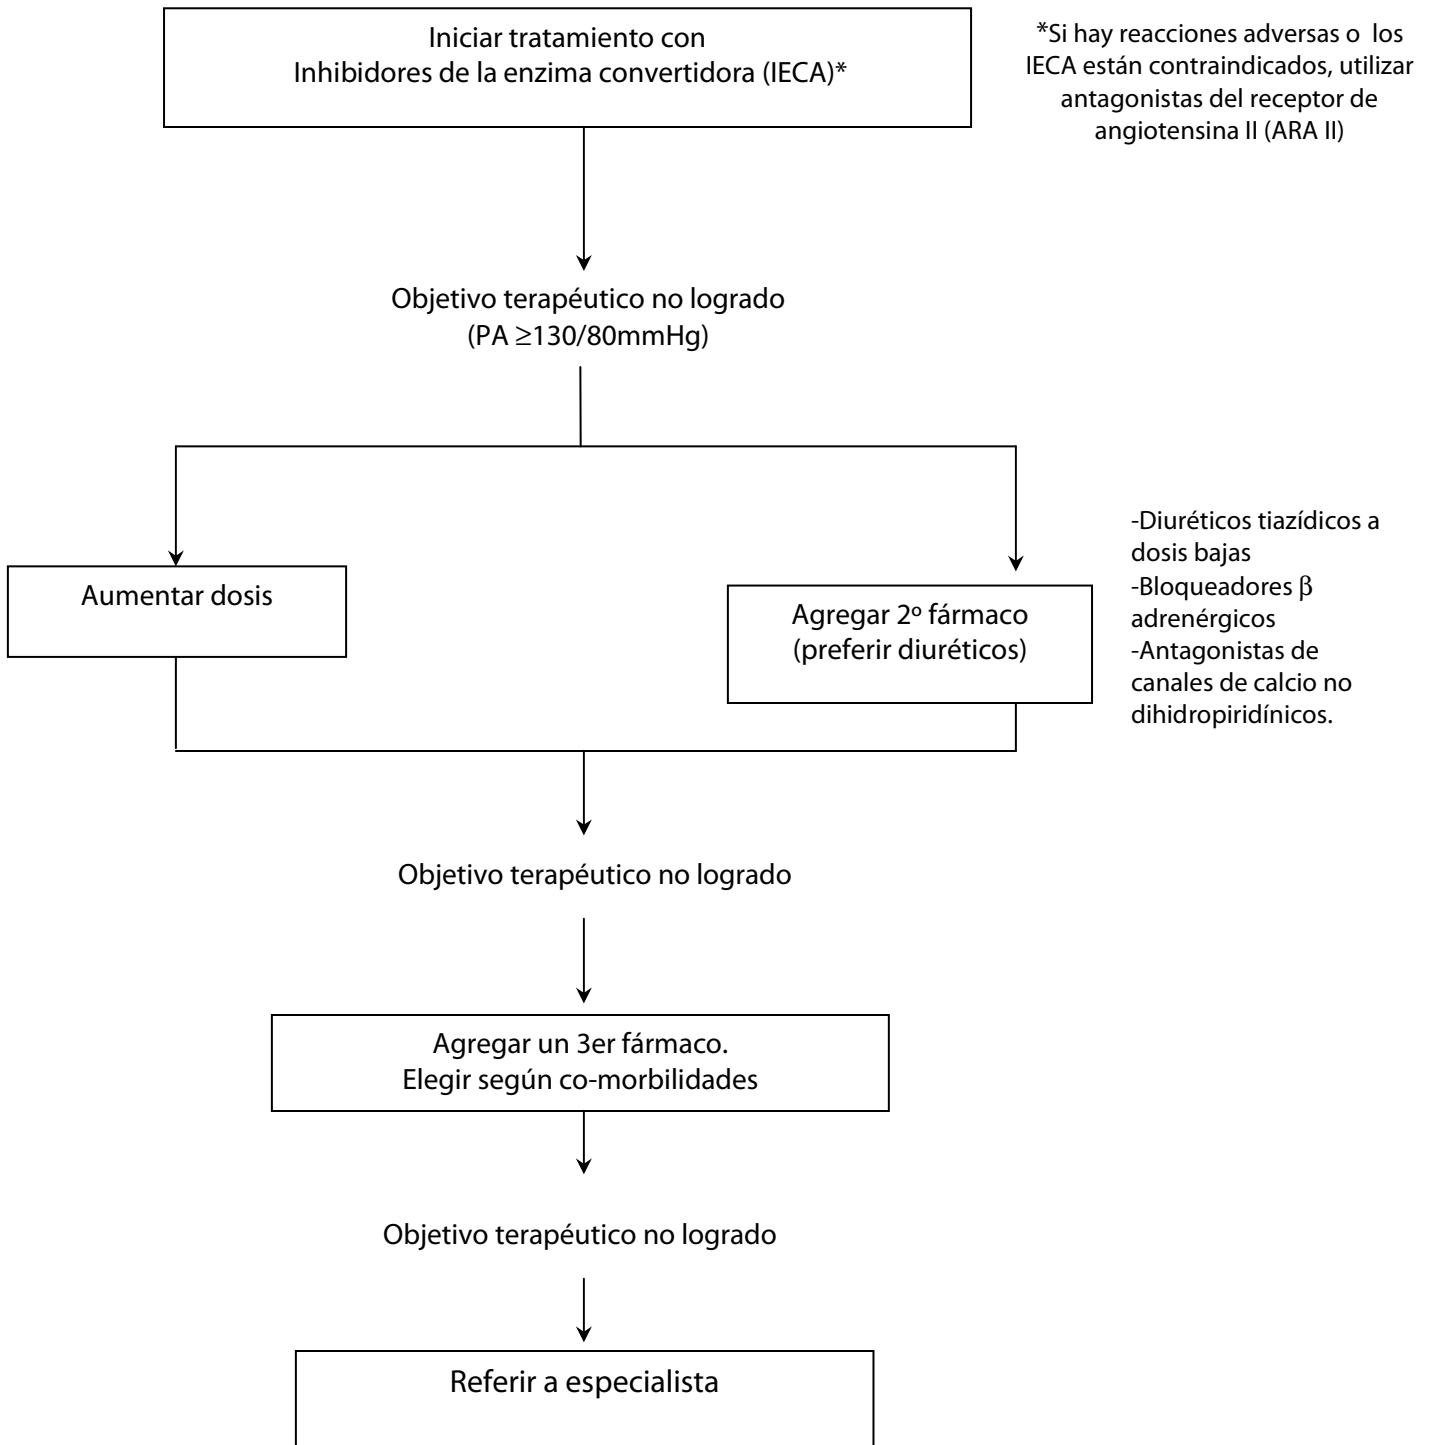 Iniciar tratamiento con
Inhibidores de la enzima convertidora (IECA)*
*Si hay reacciones adversas o los
IECA están contraindicados, utilizar
antagonistas del receptor de
angiotensina II (ARA II)
Objetivo terapéutico no logrado
(PA ≥130/80mmHg)
Aumentar dosis
Agregar 2º fármaco
(preferir diuréticos)
-Diuréticos tiazídicos a
dosis bajas
-Bloqueadores β
adrenérgicos
-Antagonistas de
canales de calcio no
dihidropiridínicos.
Objetivo terapéutico no logrado
Agregar un 3er fármaco.
Elegir según co-morbilidades
Objetivo terapéutico no logrado
Referir a especialista